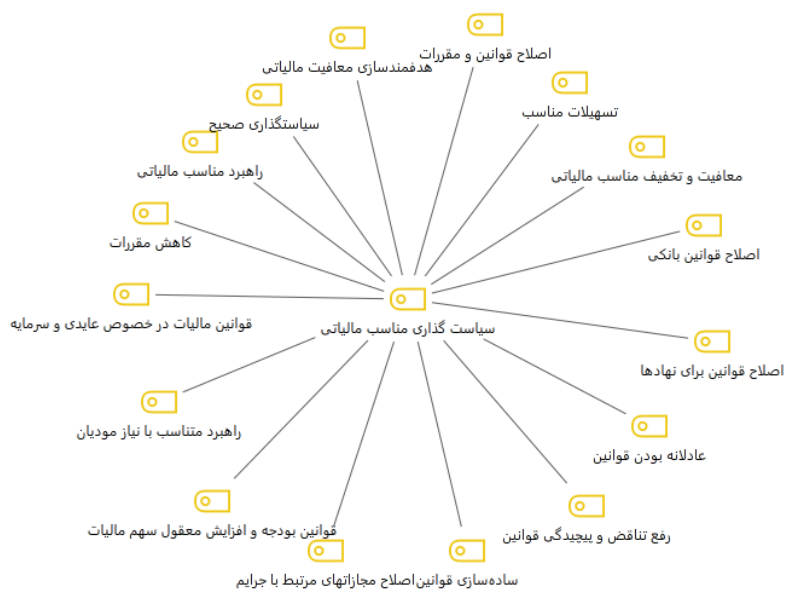 اصلاح قوانین و مقررات
هدفمندسازی معافیت مالیاتی
تسهیلات مناسب
سیاستگذاری صحیح
راهبرد مناسب مالیاتی
معافیت و تخفیف مناسب مالیاتی
کاهش مقررات
اصلاح قوانین بانکی
قوانین مالیات در خصوص عایدی و سرمایه
سیاست گذاری مناسب مالیاتی
اصلاح قوانین برای نهادها
راهبرد متناسب با نیاز مودیان
عادلانه بودن قوانین
قوانین بودجه و افزایش معقول سهم مالیات
رفع تناقض و پیچیدگی قوانین
ساده‌سازی قوانین
اصلاح مجازاتهای مرتبط با جرایم